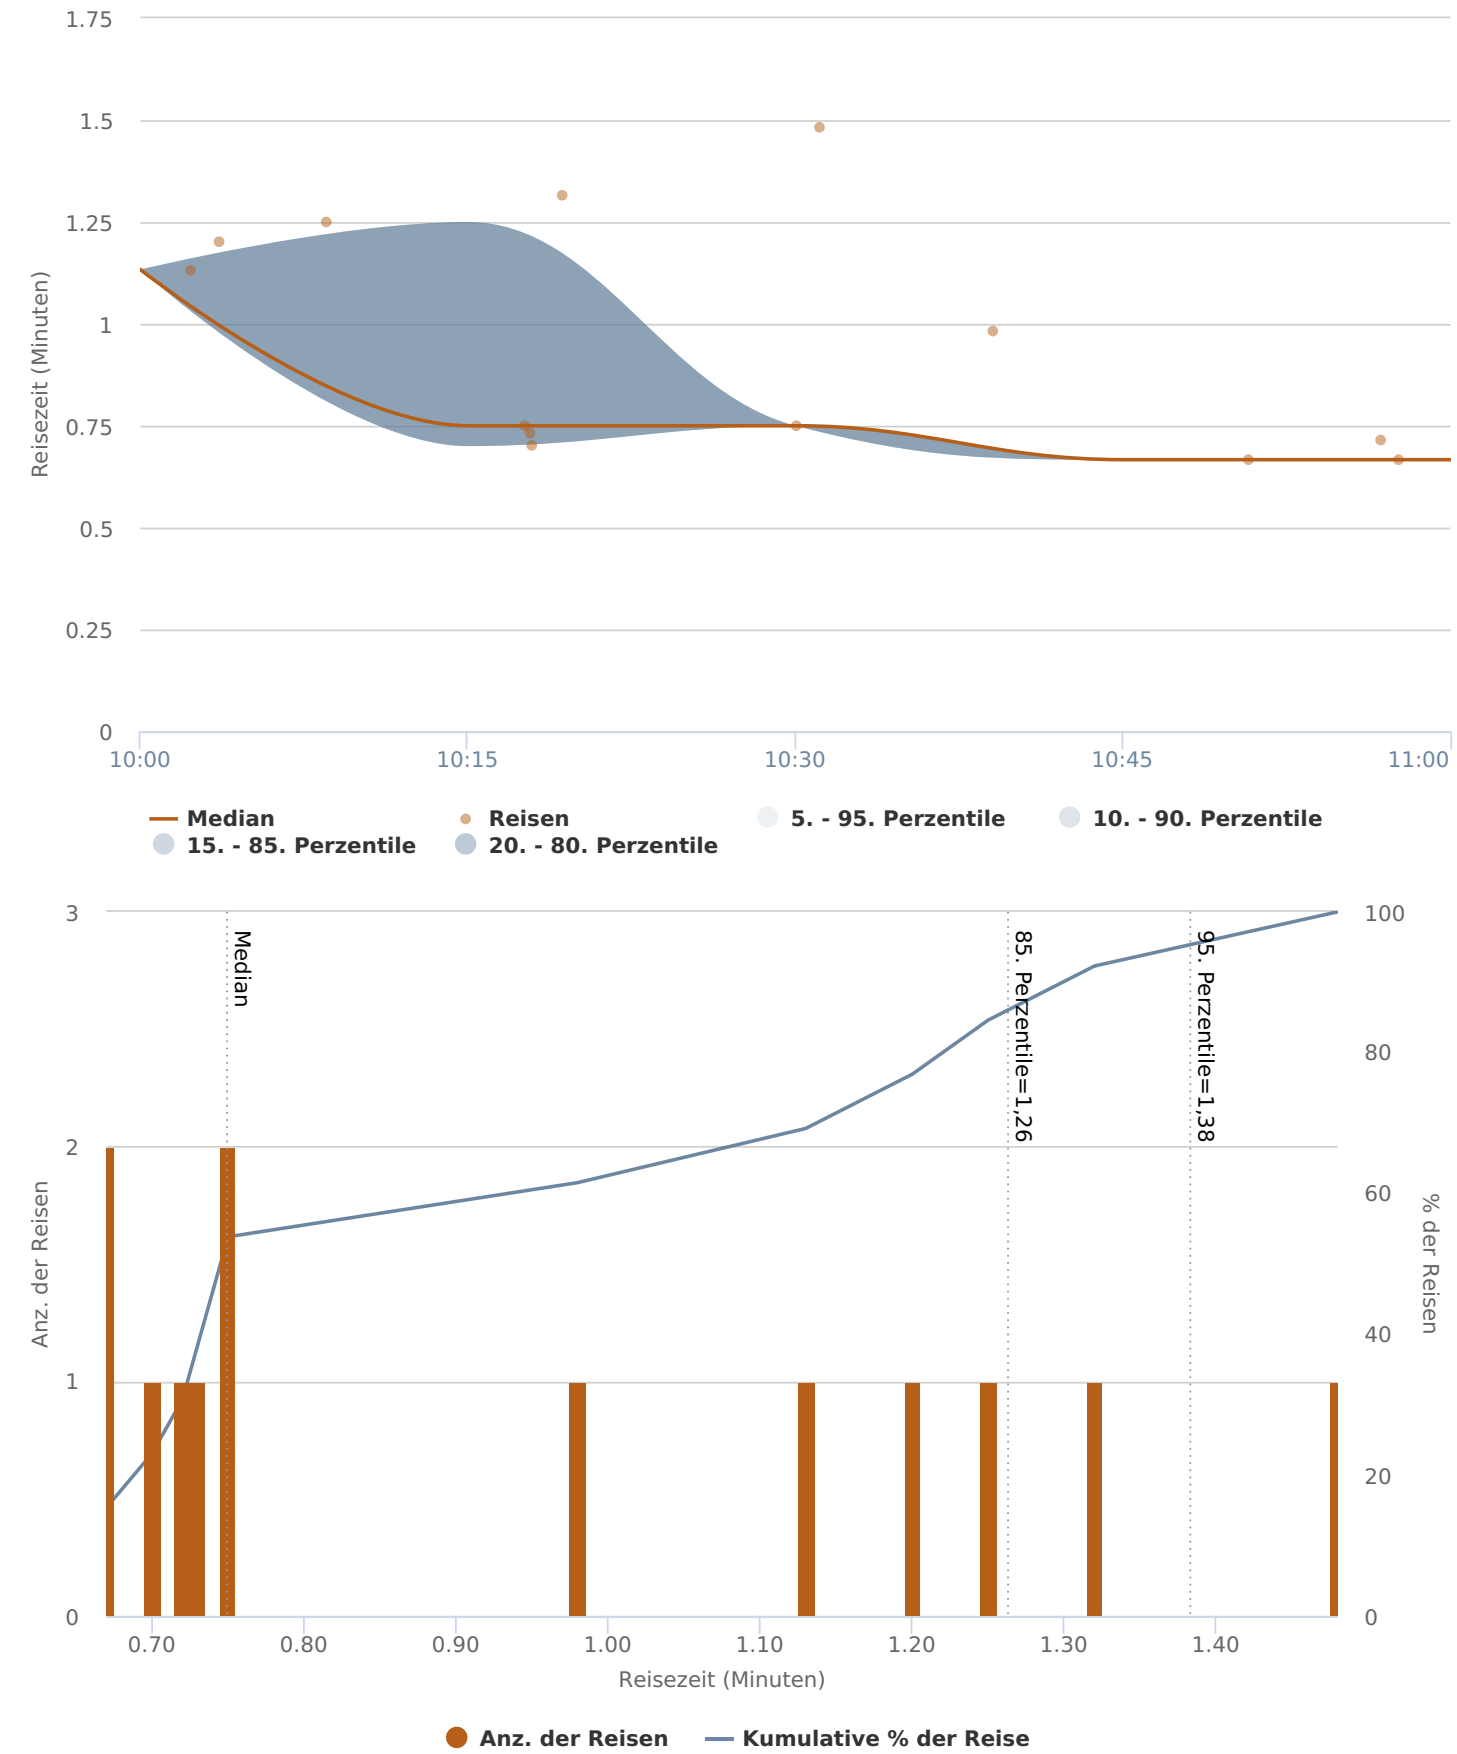 1.75
1.5
1.25
1
0.75
0.5
0.25
0
Reisezeit (Minuten)
10:00 10:15 10:30 10:45 11:00
Median Reisen 5. - 95. Perzentile 10. - 90. Perzentile
15. - 85. Perzentile 20. - 80. Perzentile
3 100
Median
85. Perzentile=1,26
95. Perzentile=1,38
80
2
60
Anz. der Reisen
% der Reisen
40
1
20
0 0
0.70 0.80 0.90 1.00 1.10 1.20 1.30 1.40
Reisezeit (Minuten)
Anz. der Reisen Kumulative % der Reise